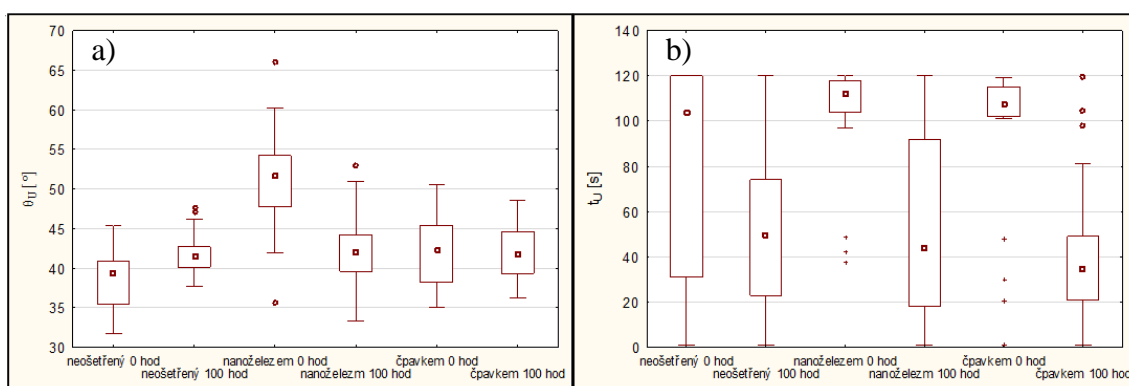 a)
θU [°]
70
65
60
55
50
45
40
35
30
neošetřený 0 hod
neošetřený 100 hod
nanoželezem 0 hod
nanoželezm 100 hod
čpavkem 0 hod
čpavkem 100 hod
b)
tU [s]
140
120
100
80
60
40
20
0
neošetřený 0 hod
neošetřený 100 hod
nanoželezem 0 hod
nanoželezm 100 hod
čpavkem 0 hod
čpavkem 100 hod